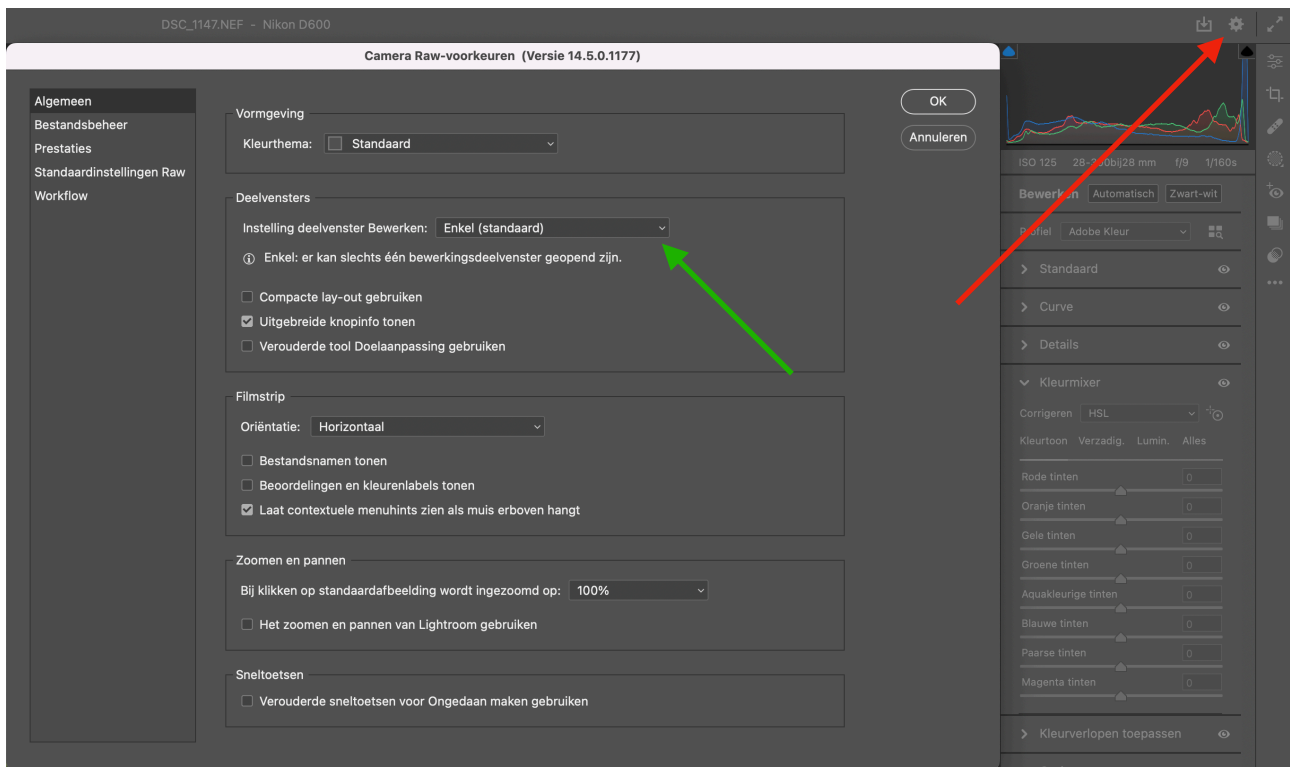 DSC_1147.NEF - Nikon D600
Camera Raw-voorkeuren (Versie 14.5.0.1177)
Algemeen
Bestandsbeheer
Prestaties
Standaardinstellingen Raw
Workflow
OK
Annuleren
Vormgeving
Kleurthema: Standaard
Deelvensters
Instelling deelvenster Bewerken: Enkel (standaard)
Enkel: er kan slechts één bewerkingsdeelvenster geopend zijn.
Compacte lay-out gebruiken
Uitgebreide knopinfo tonen
Verouderde tool Doelaanpassing gebruiken
Filmstrip
Oriëntatie: Horizontaal
Bestandsnamen tonen
Beoordelingen en kleurenlabels tonen
Laat contextuele menuhints zien als muis erboven hangt
Zoomen en pannen
Bij klikken op standaardafbeelding wordt ingezoomd op: 100%
Het zoomen en pannen van Lightroom gebruiken
Sneltoetsen
Verouderde sneltoetsen voor Ongedaan maken gebruiken
ISO 125 28-300bij28 mm f/9 1/160s
Bewerken Automatisch Zwart-wit
Profiel Adobe Kleur
Standaard
Curve
Details
Kleurmixer
Corrigeren HSL
Kleurtoon Verzadig. Lumin. Alles
Rode tinten 0
Oranje tinten 0
Gele tinten 0
Groene tinten 0
Aquakleurige tinten 0
Blauwe tinten 0
Paarse tinten 0
Magenta tinten 0
Kleurverlopen toepassen